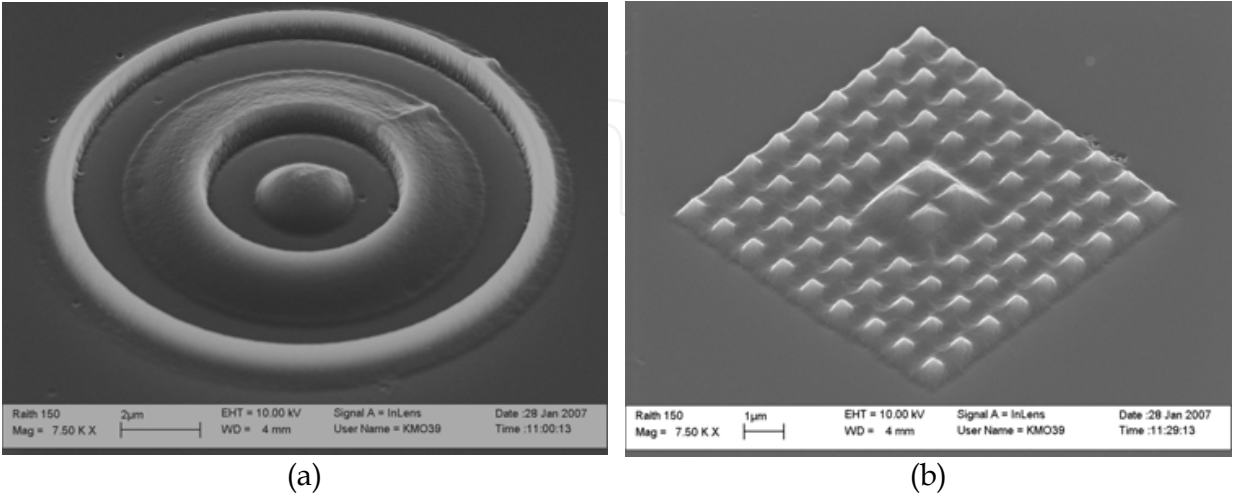 Raith 150 2µm EHT = 10.00 kV Signal A = InLens Date :28 Jan 2007
Mag = 7.50 K X WD = 4 mm User Name = KMO39 Time :11:00:13
(a)
Raith 150 1µm EHT = 10.00 kV Signal A = InLens Date :28 Jan 2007
Mag = 7.50 K X WD = 4 mm User Name = KMO39 Time :11:29:13
(b)